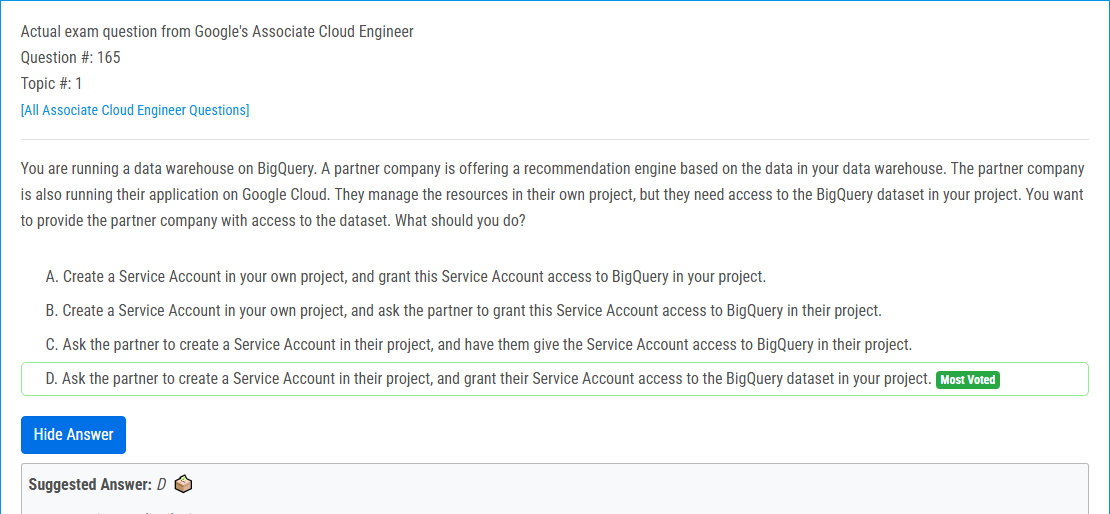 Actual exam question from Google's Associate Cloud Engineer
Question #: 165
Topic #: 1
[All Associate Cloud Engineer Questions]
You are running a data warehouse on BigQuery. A partner company is offering a recommendation engine based on the data in your data warehouse. The partner company
is also running their application on Google Cloud. They manage the resources in their own project, but they need access to the BigQuery dataset in your project. You want
to provide the partner company with access to the dataset. What should you do?
A. Create a Service Account in your own project, and grant this Service Account access to BigQuery in your project.
B. Create a Service Account in your own project, and ask the partner to grant this Service Account access to BigQuery in their project.
C. Ask the partner to create a Service Account in their project, and have them give the Service Account access to BigQuery in their project.
D. Ask the partner to create a Service Account in their project, and grant their Service Account access to the BigQuery dataset in your project. Most Voted
Hide Answer
Suggested Answer: D